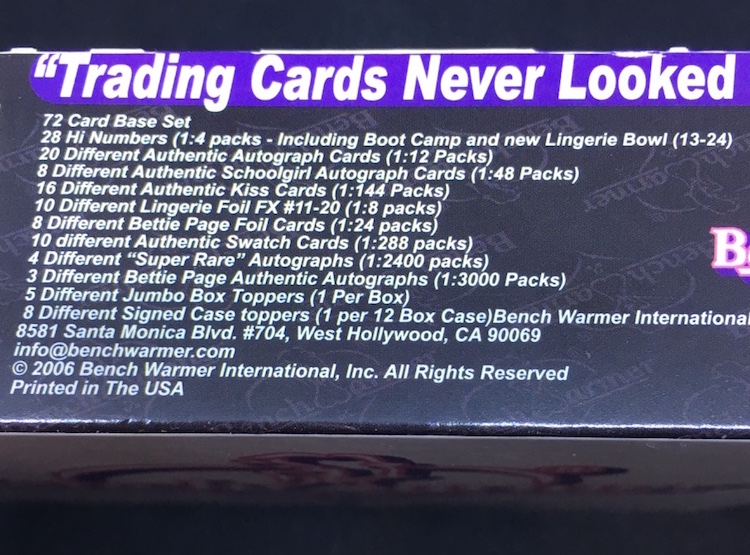 "Trading Cards Never Looked
72 Card Base Set
28 Hi Numbers (1:4 packs - Including Boot Camp and new Lingerie Bowl (13-24)
20 Different Authentic Autograph Cards (1:12 Packs)
8 Different Authentic Schoolgirl Autograph Cards (1:48 Packs)
16 Different Authentic Kiss Cards (1:144 Packs)
10 Different Lingerie Foil FX #11-20 (1:8 packs)
8 Different Bettie Page Foil Cards (1:24 packs)
10 different Authentic Swatch Cards (1:288 packs)
4 Different "Super Rare" Autographs (1:2400 packs)
3 Different Bettie Page Authentic Autographs (1:3000 Packs)
5 Different Jumbo Box Toppers (1 Per Box)
8 Different Signed Case toppers (1 per 12 Box Case)Bench Warmer International
8581 Santa Monica Blvd. #704, West Hollywood, CA 90069
info@benchwarmer.com
© 2006 Bench Warmer International, Inc. All Rights Reserved
Printed in The USA